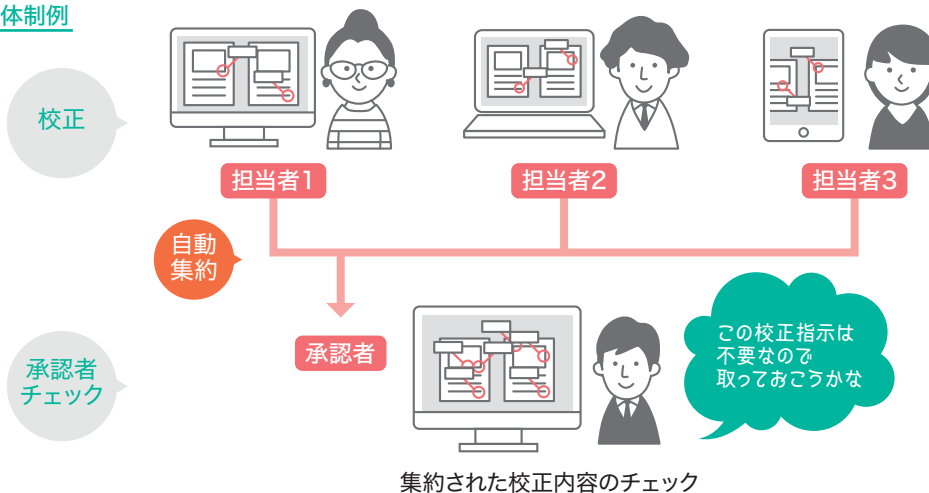 体制例
校正
担当者1
担当者2
担当者3
自動
集約
承認者
チェック
承認者
この校正指示は
不要なので
取っておこうかな
集約された校正内容のチェック